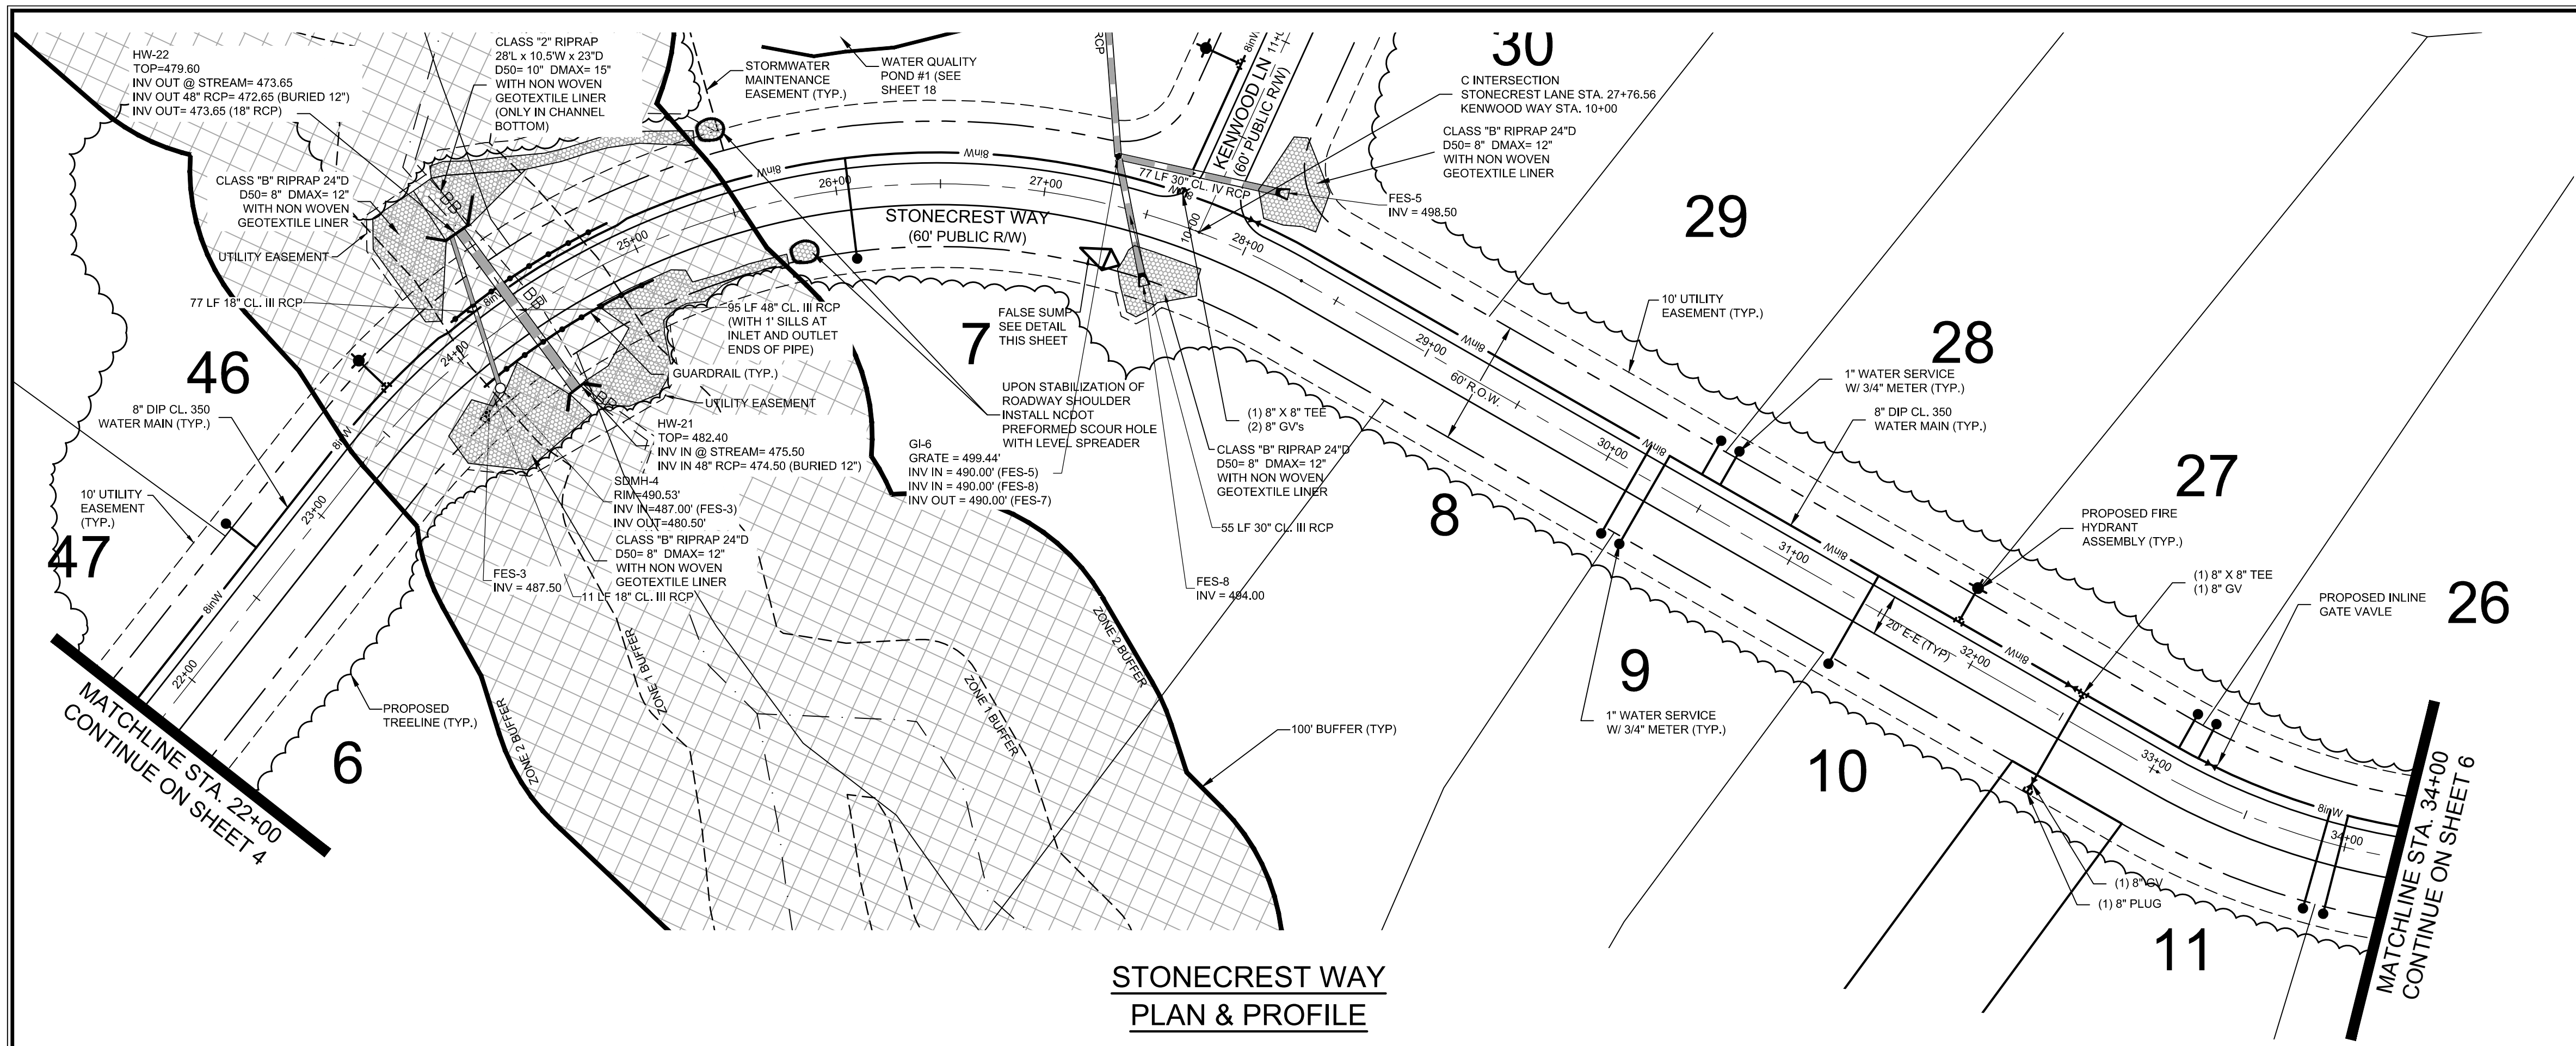 HW-22
TOP=479.60
INV OUT @ STREAM= 473.65
INV OUT 48" RCP= 472.65 (BURIED 12")
INV OUT= 473.65 (18" RCP)
CLASS "2" RIPRAP
28'L x 10.5'W x 23"D
D50= 10" DMAX= 15"
WITH NON WOVEN
GEOTEXTILE LINER
(ONLY IN CHANNEL
BOTTOM)
STORMWATER
MAINTENANCE
EASEMENT (TYP.)
WATER QUALITY
POND #1 (SEE
SHEET 18
RCP
8inW
KENWOOD LN
(60' PUBLIC R/W)
30
C INTERSECTION
STONECREST LANE STA. 27+76.56
KENWOOD WAY STA. 10+00
CLASS "B" RIPRAP 24"D
D50= 8" DMAX= 12"
WITH NON WOVEN
GEOTEXTILE LINER
FES-5
INV = 498.50
CLASS "B" RIPRAP 24"D
D50= 8" DMAX= 12"
WITH NON WOVEN
GEOTEXTILE LINER
UTILITY EASEMENT
77 LF 18" CL. III RCP
8inW
8inW
8inW
25+00
26+00
27+00
77 LF 30" CL. IV RCP
8inW
10+00
28+00
STONECREST WAY
(60' PUBLIC R/W)
29
10' UTILITY
EASEMENT (TYP.)
95 LF 48" CL. III RCP
(WITH 1' SILLS AT
INLET AND OUTLET
ENDS OF PIPE)
GUARDRAIL (TYP.)
UTILITY EASEMENT
24+00
46
8" DIP CL. 350
WATER MAIN (TYP.)
8inW
7
FALSE SUMP
SEE DETAIL
THIS SHEET
UPON STABILIZATION OF
ROADWAY SHOULDER
INSTALL NCDOT
PREFORMED SCOUR HOLE
WITH LEVEL SPREADER
(1) 8" X 8" TEE
(2) 8" GV's
CLASS "B" RIPRAP 24"D
D50= 8" DMAX= 12"
WITH NON WOVEN
GEOTEXTILE LINER
55 LF 30" CL. III RCP
FES-8
INV = 494.00
29+00
8inW
60' R.O.W.
28
1" WATER SERVICE
W/ 3/4" METER (TYP.)
8" DIP CL. 350
WATER MAIN (TYP.)
HW-21
TOP= 482.40
INV IN @ STREAM= 475.50
INV IN 48" RCP= 474.50 (BURIED 12")
SDMH-4
RIM=490.53'
INV IN=487.00' (FES-3)
INV OUT=480.50'
CLASS "B" RIPRAP 24"D
D50= 8" DMAX= 12"
WITH NON WOVEN
GEOTEXTILE LINER
11 LF 18" CL. III RCP
FES-3
INV = 487.50
GI-6
GRATE = 499.44'
INV IN = 490.00' (FES-5)
INV IN = 490.00' (FES-8)
INV OUT = 490.00' (FES-7)
10' UTILITY
EASEMENT
(TYP.)
47
23+00
8inW
22+00
30+00
8inW
8
27
PROPOSED FIRE
HYDRANT
ASSEMBLY (TYP.)
31+00
8inW
(1) 8" X 8" TEE
(1) 8" GV
PROPOSED INLINE
GATE VAVLE
26
20' E-E (TYP)
32+00
8inW
9
1" WATER SERVICE
W/ 3/4" METER (TYP.)
ZONE 1 BUFFER
ZONE 2 BUFFER
ZONE 1 BUFFER
ZONE 2 BUFFER
100' BUFFER (TYP)
PROPOSED
TREELINE (TYP.)
6
MATCHLINE STA. 22+00
CONTINUE ON SHEET 4
10
33+00
8inW
34+00
(1) 8" GV
(1) 8" PLUG
11
MATCHLINE STA. 34+00
CONTINUE ON SHEET 6
STONECREST WAY
PLAN & PROFILE